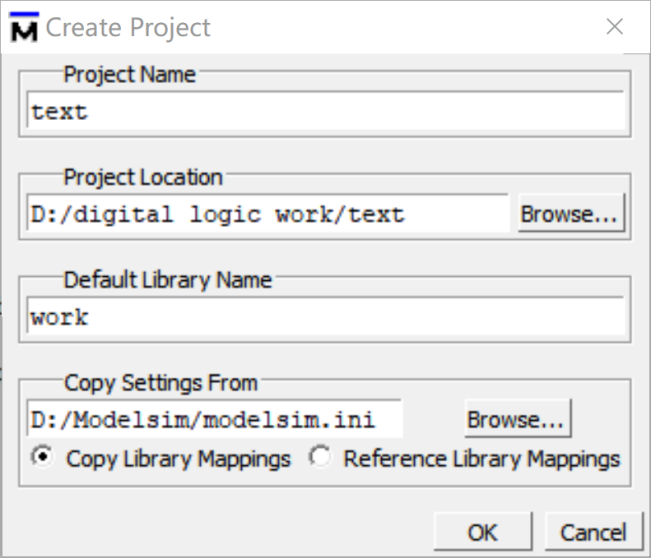 Create Project
Project Name
text
Project Location
D:/digital logic work/text Browse...
Default Library Name
work
Copy Settings From
D:/Modelsim/modelsim.ini Browse...
Copy Library Mappings Reference Library Mappings
OK Cancel